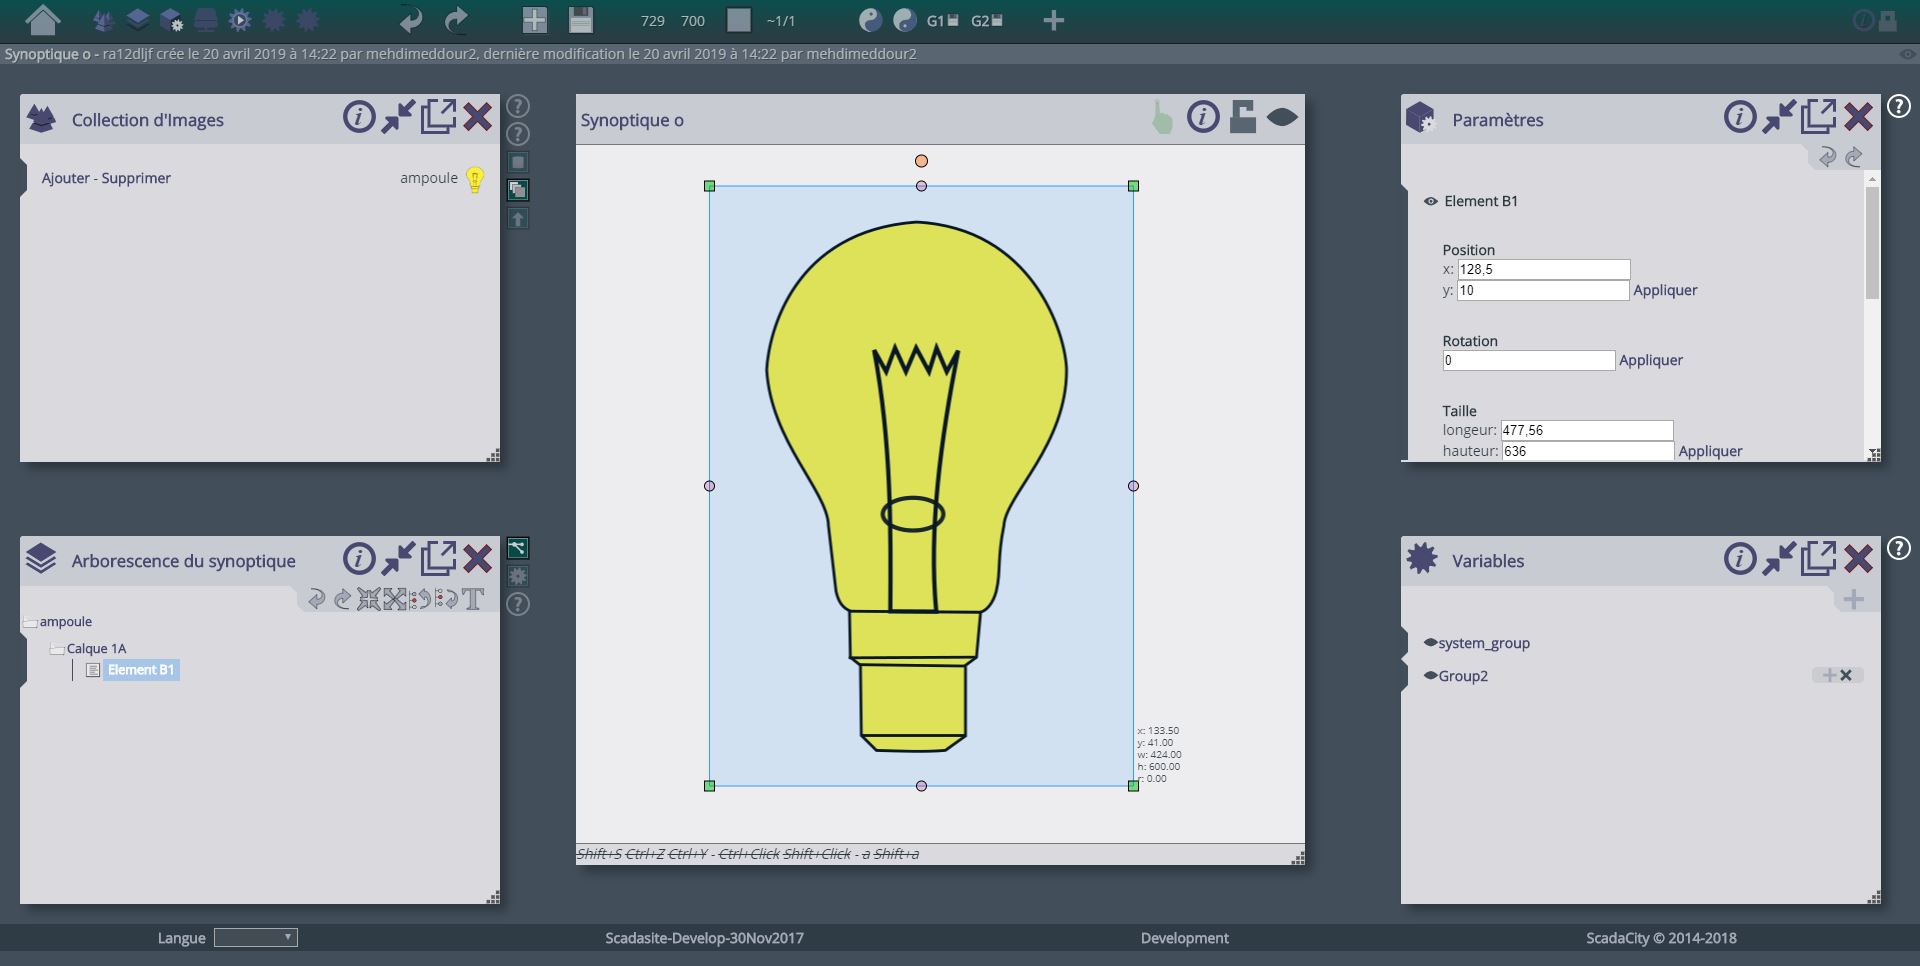 729 700 ~1/1 G1 G2
Synoptique o - ra12dljf crée le 20 avril 2019 à 14:22 par mehdimeddour2, dernière modification le 20 avril 2019 à 14:22 par mehdimeddour2
Collection d'Images
Ajouter - Supprimer
ampoule
Arborescence du synoptique
ampoule
Calque 1A
Element B1
Synoptique o
x: 133.50
y: 41.00
w: 424.00
h: 600.00
r: 0.00
Shift+S Ctrl+Z Ctrl+Y - Ctrl+Click Shift+Click - a Shift+a
Paramètres
Element B1
Position
x: 128,5
y: 10 Appliquer
Rotation
0 Appliquer
Taille
longeur: 477,56
hauteur: 636 Appliquer
Variables
system_group
Group2
Langue
Scadasite-Develop-30Nov2017
Development
ScadaCity © 2014-2018